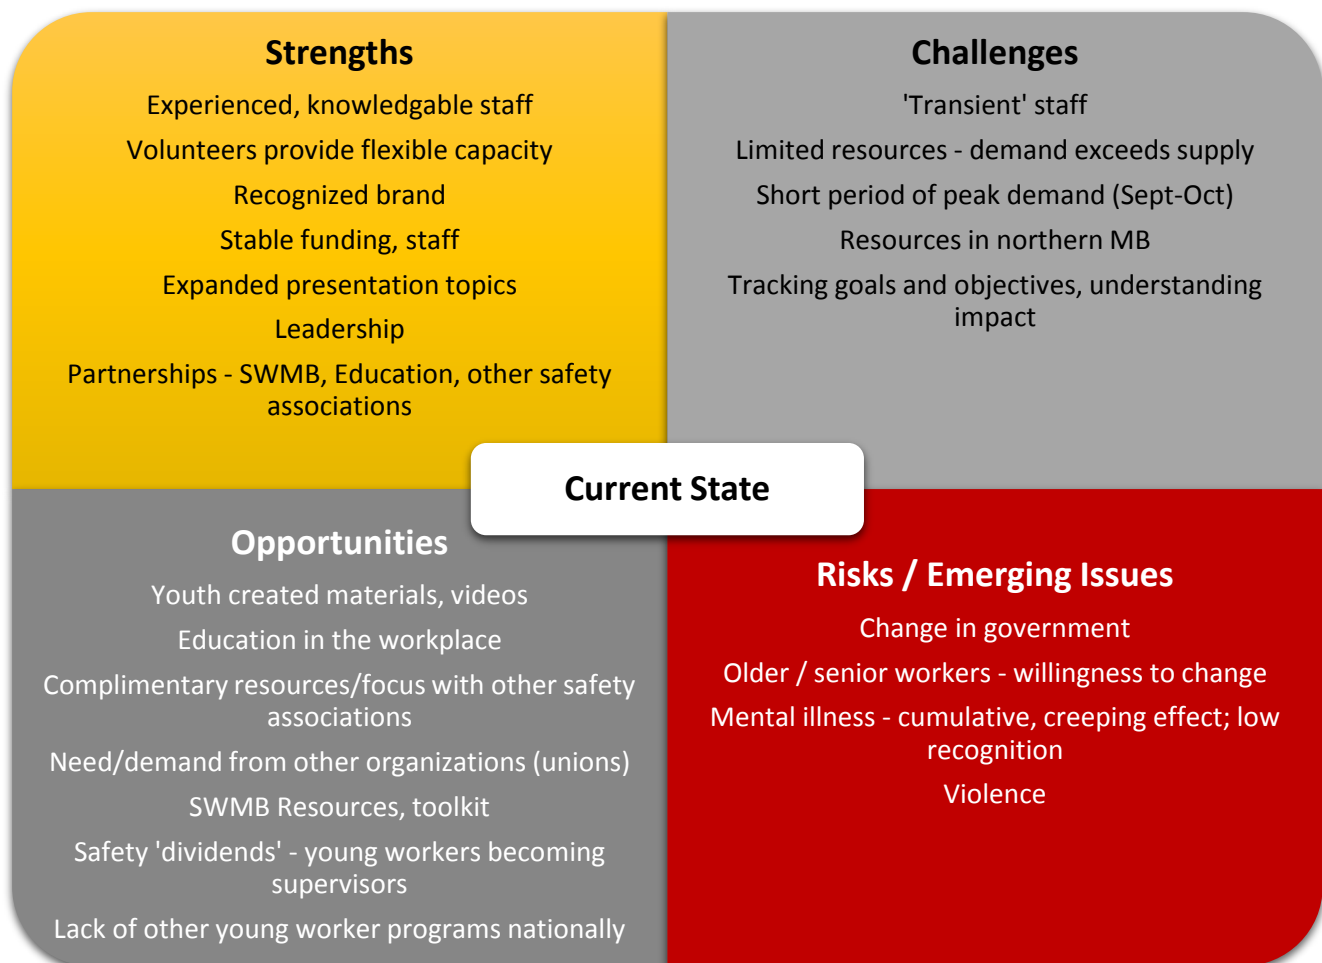 Strengths
Experienced, knowledgable staff
Volunteers provide flexible capacity
Recognized brand
Stable funding, staff
Expanded presentation topics
Leadership
Partnerships - SWMB, Education, other safety
associations
Challenges
'Transient' staff
Limited resources - demand exceeds supply
Short period of peak demand (Sept-Oct)
Resources in northern MB
Tracking goals and objectives, understanding
impact
Current State
Opportunities
Youth created materials, videos
Education in the workplace
Complimentary resources/focus with other safety
associations
Need/demand from other organizations (unions)
SWMB Resources, toolkit
Safety 'dividends' - young workers becoming
supervisors
Lack of other young worker programs nationally
Risks / Emerging Issues
Change in government
Older / senior workers - willingness to change
Mental illness - cumulative, creeping effect; low
recognition
Violence